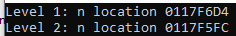 Level 1: n location 0117F6D4
Level 2: n location 0117F5FC